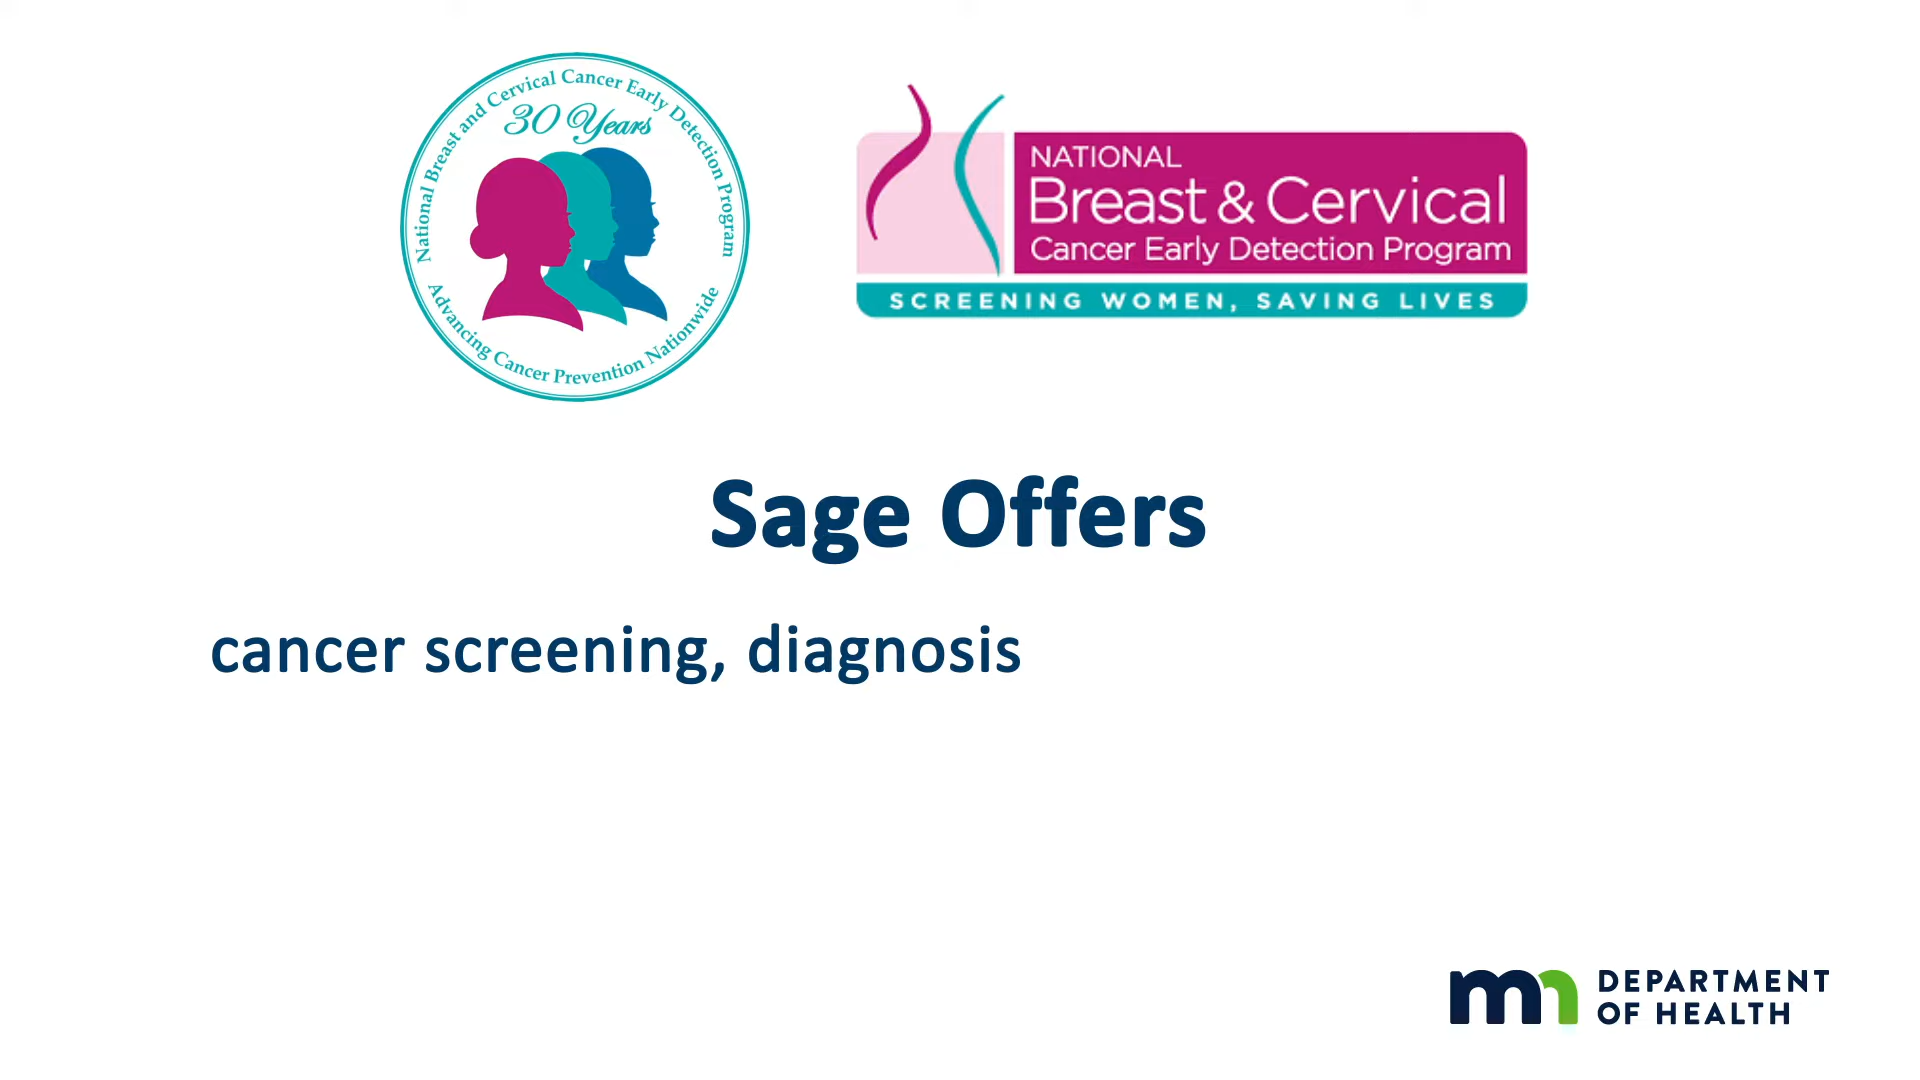 National Breast and Cervical Cancer Early Detection Program
30 Years
Advancing Cancer Prevention Nationwide
NATIONAL
Breast & Cervical
Cancer Early Detection Program
SCREENING WOMEN, SAVING LIVES
Sage Offers
cancer screening, diagnosis
mn DEPARTMENT
OF HEALTH